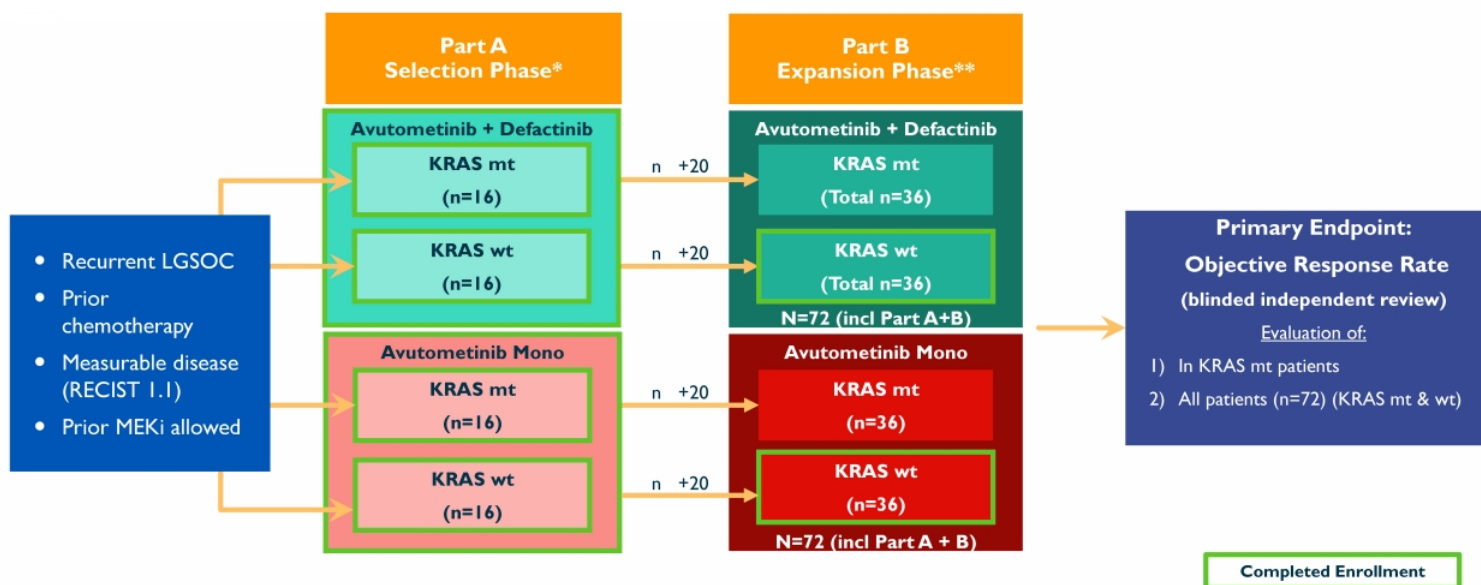 Part A
Selection Phase*
Part B
Expansion Phase**
Avutometinib + Defactinib
KRAS mt
(n=16)
KRAS wt
(n=16)
n +20
n +20
Avutometinib + Defactinib
KRAS mt
(Total n=36)
KRAS wt
(Total n=36)
N=72 (incl Part A+B)
• Recurrent LGSOC
• Prior
chemotherapy
• Measurable disease
(RECIST 1.1)
• Prior MEKi allowed
Avutometinib Mono
KRAS mt
(n=16)
KRAS wt
(n=16)
n +20
n +20
Avutometinib Mono
KRAS mt
(n=36)
KRAS wt
(n=36)
N=72 (incl Part A + B)
Primary Endpoint:
Objective Response Rate
(blinded independent review)
Evaluation of:
1) In KRAS mt patients
2) All patients (n=72) (KRAS mt & wt)
Completed Enrollment